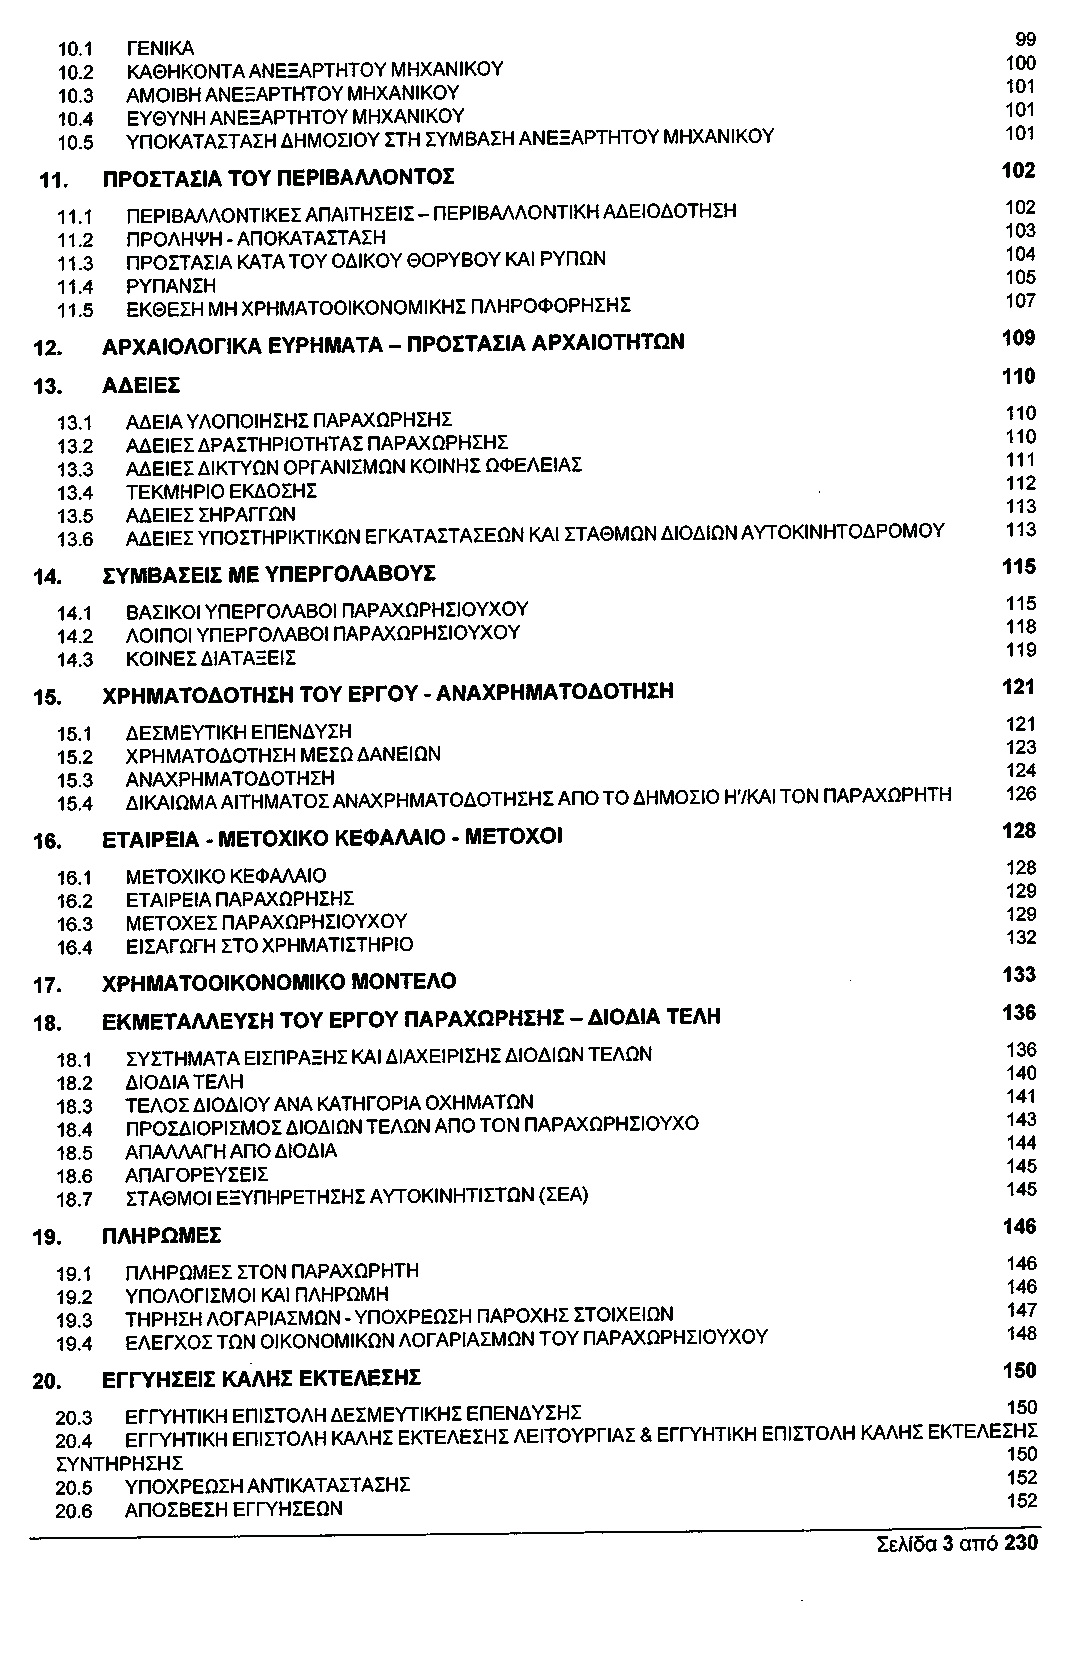 10.1 ΓΕΝΙΚΑ 99
10.2 ΚΑΘΗΚΟΝΤΑ ΑΝΕΞΑΡΤΗΤΟΥ ΜΗΧΑΝΙΚΟΥ 100
10.3 ΑΜΟΙΒΗ ΑΝΕΞΑΡΤΗΤΟΥ ΜΗΧΑΝΙΚΟΥ 101
10.4 ΕΥΘΥΝΗ ΑΝΕΞΑΡΤΗΤΟΥ ΜΗΧΑΝΙΚΟΥ 101
10.5 ΥΠΟΚΑΤΑΣΤΑΣΗ ΔΗΜΟΣΙΟΥ ΣΤΗ ΣΥΜΒΑΣΗ ΑΝΕΞΑΡΤΗΤΟΥ ΜΗΧΑΝΙΚΟΥ 101
11. ΠΡΟΣΤΑΣΙΑ ΤΟΥ ΠΕΡΙΒΑΛΛΟΝΤΟΣ 102
11.1 ΠΕΡΙΒΑΛΛΟΝΤΙΚΕΣ ΑΠΑΙΤΗΣΕΙΣ – ΠΕΡΙΒΑΛΛΟΝΤΙΚΗ ΑΔΕΙΟΔΟΤΗΣΗ 102
11.2 ΠΡΟΛΗΨΗ - ΑΠΟΚΑΤΑΣΤΑΣΗ 103
11.3 ΠΡΟΣΤΑΣΙΑ ΚΑΤΑ ΤΟΥ ΟΔΙΚΟΥ ΘΟΡΥΒΟΥ ΚΑΙ ΡΥΠΩΝ 104
11.4 ΡΥΠΑΝΣΗ 105
11.5 ΕΚΘΕΣΗ ΜΗ ΧΡΗΜΑΤΟΟΙΚΟΝΟΜΙΚΗΣ ΠΛΗΡΟΦΟΡΗΣΗΣ 107
12. ΑΡΧΑΙΟΛΟΓΙΚΑ ΕΥΡΗΜΑΤΑ – ΠΡΟΣΤΑΣΙΑ ΑΡΧΑΙΟΤΗΤΩΝ 109
13. ΑΔΕΙΕΣ 110
13.1 ΑΔΕΙΑ ΥΛΟΠΟΙΗΣΗΣ ΠΑΡΑΧΩΡΗΣΗΣ 110
13.2 ΑΔΕΙΕΣ ΔΡΑΣΤΗΡΙΟΤΗΤΑΣ ΠΑΡΑΧΩΡΗΣΗΣ 110
13.3 ΑΔΕΙΕΣ ΔΙΚΤΥΩΝ ΟΡΓΑΝΙΣΜΩΝ ΚΟΙΝΗΣ ΩΦΕΛΕΙΑΣ 111
13.4 ΤΕΚΜΗΡΙΟ ΕΚΔΟΣΗΣ 112
13.5 ΑΔΕΙΕΣ ΣΗΡΑΓΓΩΝ 113
13.6 ΑΔΕΙΕΣ ΥΠΟΣΤΗΡΙΚΤΙΚΩΝ ΕΓΚΑΤΑΣΤΑΣΕΩΝ ΚΑΙ ΣΤΑΘΜΩΝ ΔΙΟΔΙΩΝ ΑΥΤΟΚΙΝΗΤΟΔΡΟΜΟΥ 113
14. ΣΥΜΒΑΣΕΙΣ ΜΕ ΥΠΕΡΓΟΛΑΒΟΥΣ 115
14.1 ΒΑΣΙΚΟΙ ΥΠΕΡΓΟΛΑΒΟΙ ΠΑΡΑΧΩΡΗΣΙΟΥΧΟΥ 115
14.2 ΛΟΙΠΟΙ ΥΠΕΡΓΟΛΑΒΟΙ ΠΑΡΑΧΩΡΗΣΙΟΥΧΟΥ 118
14.3 ΚΟΙΝΕΣ ΔΙΑΤΑΞΕΙΣ 119
15. ΧΡΗΜΑΤΟΔΟΤΗΣΗ ΤΟΥ ΕΡΓΟΥ - ΑΝΑΧΡΗΜΑΤΟΔΟΤΗΣΗ 121
15.1 ΔΕΣΜΕΥΤΙΚΗ ΕΠΕΝΔΥΣΗ 121
15.2 ΧΡΗΜΑΤΟΔΟΤΗΣΗ ΜΕΣΩ ΔΑΝΕΙΩΝ 123
15.3 ΑΝΑΧΡΗΜΑΤΟΔΟΤΗΣΗ 124
15.4 ΔΙΚΑΙΩΜΑ ΑΙΤΗΜΑΤΟΣ ΑΝΑΧΡΗΜΑΤΟΔΟΤΗΣΗΣ ΑΠΟ ΤΟ ΔΗΜΟΣΙΟ Η'/ΚΑΙ ΤΟΝ ΠΑΡΑΧΩΡΗΤΗ 126
16. ΕΤΑΙΡΕΙΑ - ΜΕΤΟΧΙΚΟ ΚΕΦΑΛΑΙΟ - ΜΕΤΟΧΟΙ 128
16.1 ΜΕΤΟΧΙΚΟ ΚΕΦΑΛΑΙΟ 128
16.2 ΕΤΑΙΡΕΙΑ ΠΑΡΑΧΩΡΗΣΗΣ 129
16.3 ΜΕΤΟΧΕΣ ΠΑΡΑΧΩΡΗΣΙΟΥΧΟΥ 129
16.4 ΕΙΣΑΓΩΓΗ ΣΤΟ ΧΡΗΜΑΤΙΣΤΗΡΙΟ 132
17. ΧΡΗΜΑΤΟΟΙΚΟΝΟΜΙΚΟ ΜΟΝΤΕΛΟ 133
18. ΕΚΜΕΤΑΛΛΕΥΣΗ ΤΟΥ ΕΡΓΟΥ ΠΑΡΑΧΩΡΗΣΗΣ – ΔΙΟΔΙΑ ΤΕΛΗ 136
18.1 ΣΥΣΤΗΜΑΤΑ ΕΙΣΠΡΑΞΗΣ ΚΑΙ ΔΙΑΧΕΙΡΙΣΗΣ ΔΙΟΔΙΩΝ ΤΕΛΩΝ 136
18.2 ΔΙΟΔΙΑ ΤΕΛΗ 140
18.3 ΤΕΛΟΣ ΔΙΟΔΙΟΥ ΑΝΑ ΚΑΤΗΓΟΡΙΑ ΟΧΗΜΑΤΩΝ 141
18.4 ΠΡΟΣΔΙΟΡΙΣΜΟΣ ΔΙΟΔΙΩΝ ΤΕΛΩΝ ΑΠΟ ΤΟΝ ΠΑΡΑΧΩΡΗΣΙΟΥΧΟ 143
18.5 ΑΠΑΛΛΑΓΗ ΑΠΟ ΔΙΟΔΙΑ 144
18.6 ΑΠΑΓΟΡΕΥΣΕΙΣ 145
18.7 ΣΤΑΘΜΟΙ ΕΞΥΠΗΡΕΤΗΣΗΣ ΑΥΤΟΚΙΝΗΤΙΣΤΩΝ (ΣΕΑ) 145
19. ΠΛΗΡΩΜΕΣ 146
19.1 ΠΛΗΡΩΜΕΣ ΣΤΟΝ ΠΑΡΑΧΩΡΗΤΗ 146
19.2 ΥΠΟΛΟΓΙΣΜΟΙ ΚΑΙ ΠΛΗΡΩΜΗ 146
19.3 ΤΗΡΗΣΗ ΛΟΓΑΡΙΑΣΜΩΝ - ΥΠΟΧΡΕΩΣΗ ΠΑΡΟΧΗΣ ΣΤΟΙΧΕΙΩΝ 147
19.4 ΕΛΕΓΧΟΣ ΤΩΝ ΟΙΚΟΝΟΜΙΚΩΝ ΛΟΓΑΡΙΑΣΜΩΝ ΤΟΥ ΠΑΡΑΧΩΡΗΣΙΟΥΧΟΥ 148
20. ΕΓΓΥΗΣΕΙΣ ΚΑΛΗΣ ΕΚΤΕΛΕΣΗΣ 150
20.3 ΕΓΓΥΗΤΙΚΗ ΕΠΙΣΤΟΛΗ ΔΕΣΜΕΥΤΙΚΗΣ ΕΠΕΝΔΥΣΗΣ 150
20.4 ΕΓΓΥΗΤΙΚΗ ΕΠΙΣΤΟΛΗ ΚΑΛΗΣ ΕΚΤΕΛΕΣΗΣ ΛΕΙΤΟΥΡΓΙΑΣ & ΕΓΓΥΗΤΙΚΗ ΕΠΙΣΤΟΛΗ ΚΑΛΗΣ ΕΚΤΕΛΕΣΗΣ
ΣΥΝΤΗΡΗΣΗΣ 150
20.5 ΥΠΟΧΡΕΩΣΗ ΑΝΤΙΚΑΤΑΣΤΑΣΗΣ 152
20.6 ΑΠΟΣΒΕΣΗ ΕΓΓΥΗΣΕΩΝ 152
Σελίδα 3 από 230